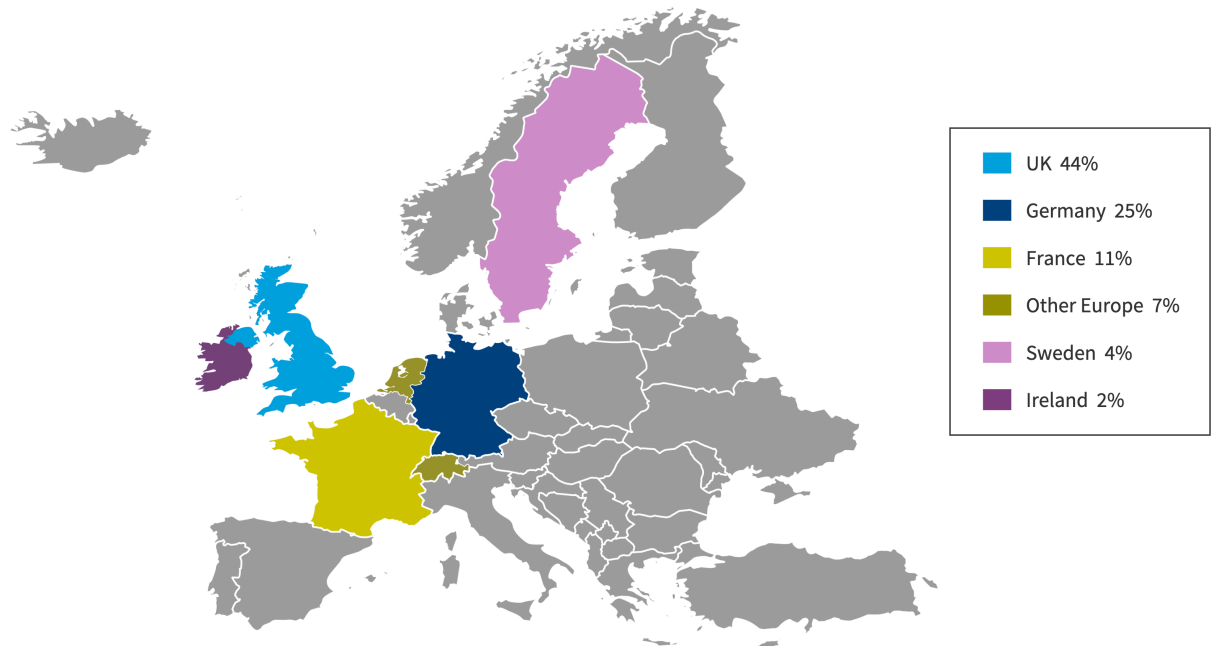 UK 44%
Germany 25%
France 11%
Other Europe 7%
Sweden 4%
Ireland 2%